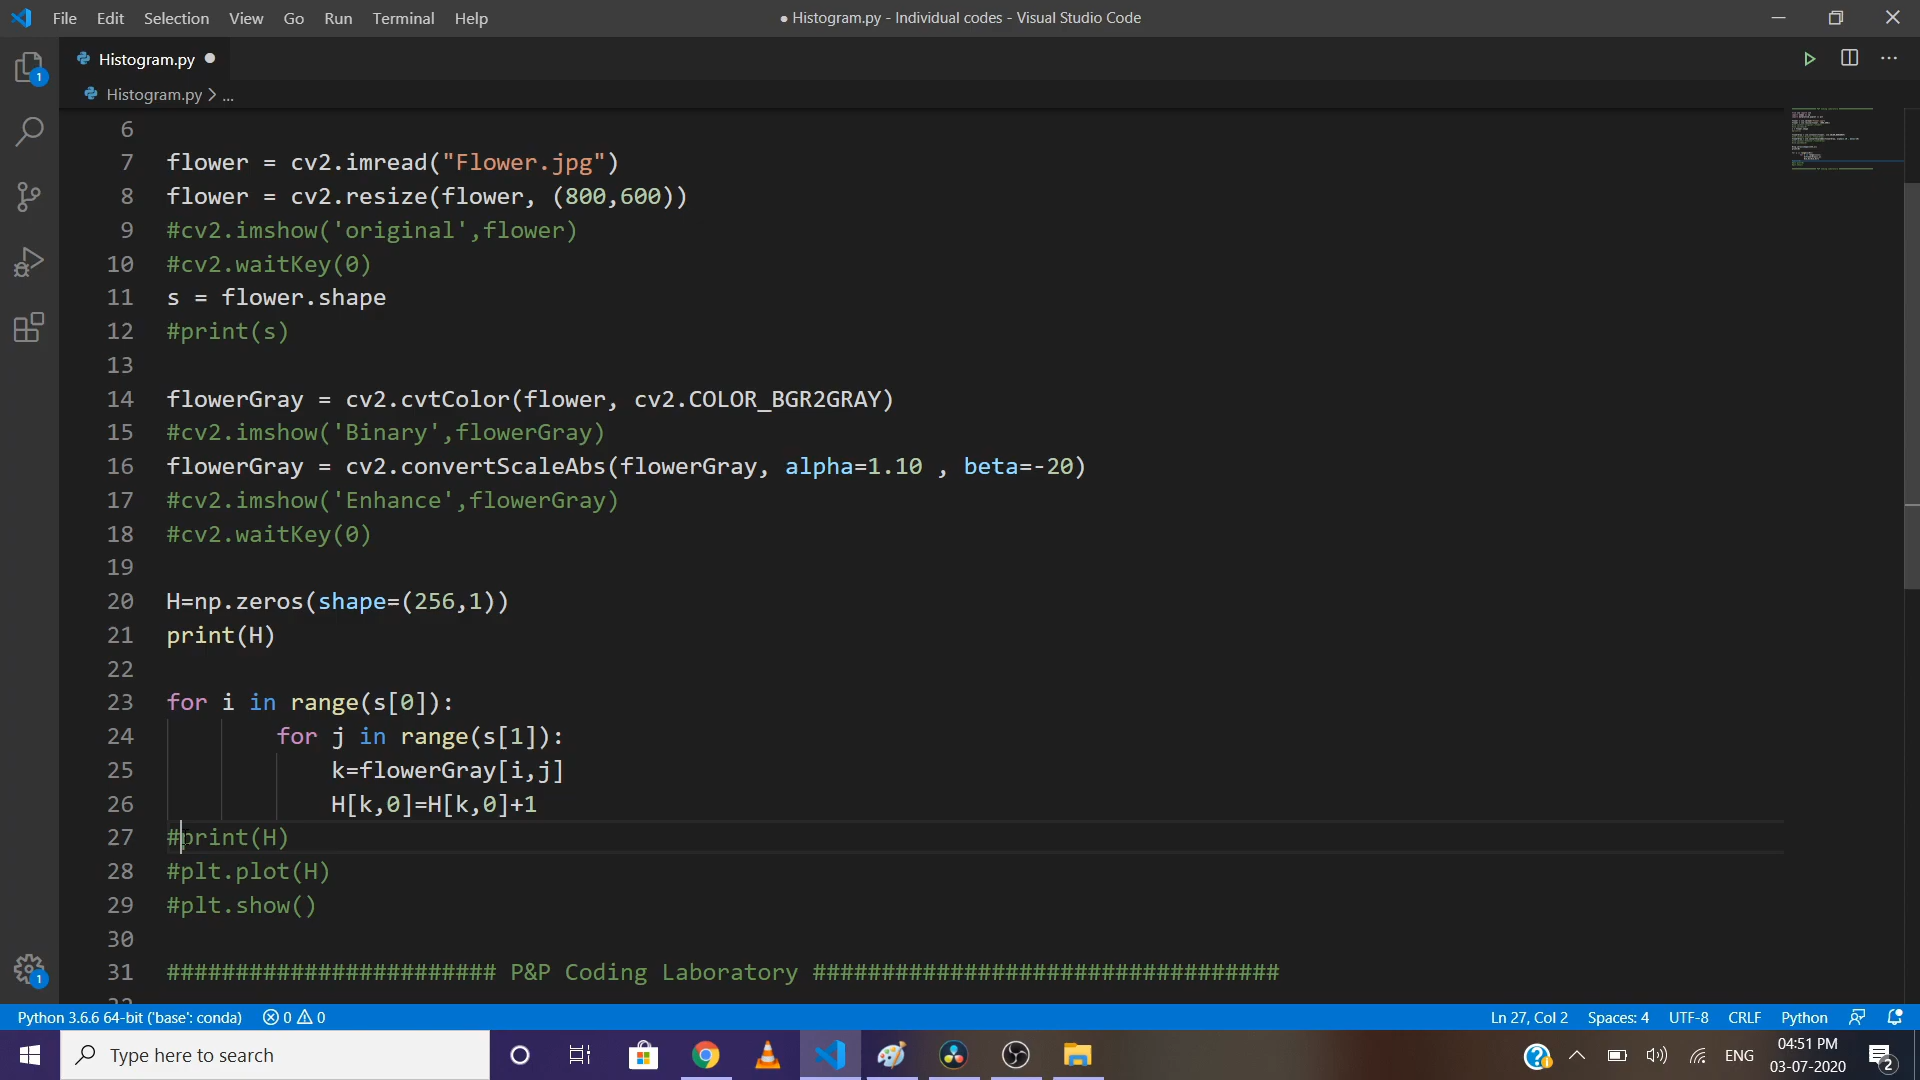 File Edit Selection View Go Run Terminal Help
● Histogram.py - Individual codes - Visual Studio Code
1
Histogram.py ●
Histogram.py > ...
6
7 flower = cv2.imread("Flower.jpg")
8 flower = cv2.resize(flower, (800,600))
9 #cv2.imshow('original',flower)
10 #cv2.waitKey(0)
11 s = flower.shape
12 #print(s)
13
14 flowerGray = cv2.cvtColor(flower, cv2.COLOR_BGR2GRAY)
15 #cv2.imshow('Binary',flowerGray)
16 flowerGray = cv2.convertScaleAbs(flowerGray, alpha=1.10 , beta=-20)
17 #cv2.imshow('Enhance',flowerGray)
18 #cv2.waitKey(0)
19
20 H=np.zeros(shape=(256,1))
21 print(H)
22
23 for i in range(s[0]):
24         for j in range(s[1]):
25             k=flowerGray[i,j]
26             H[k,0]=H[k,0]+1
27 #print(H)
28 #plt.plot(H)
29 #plt.show()
30
31 ######################## P&P Coding Laboratory ##################################
1
Python 3.6.6 64-bit ('base': conda) 0 0 Ln 27, Col 2 Spaces: 4 UTF-8 CRLF Python
Type here to search
ENG
04:51 PM
03-07-2020
2